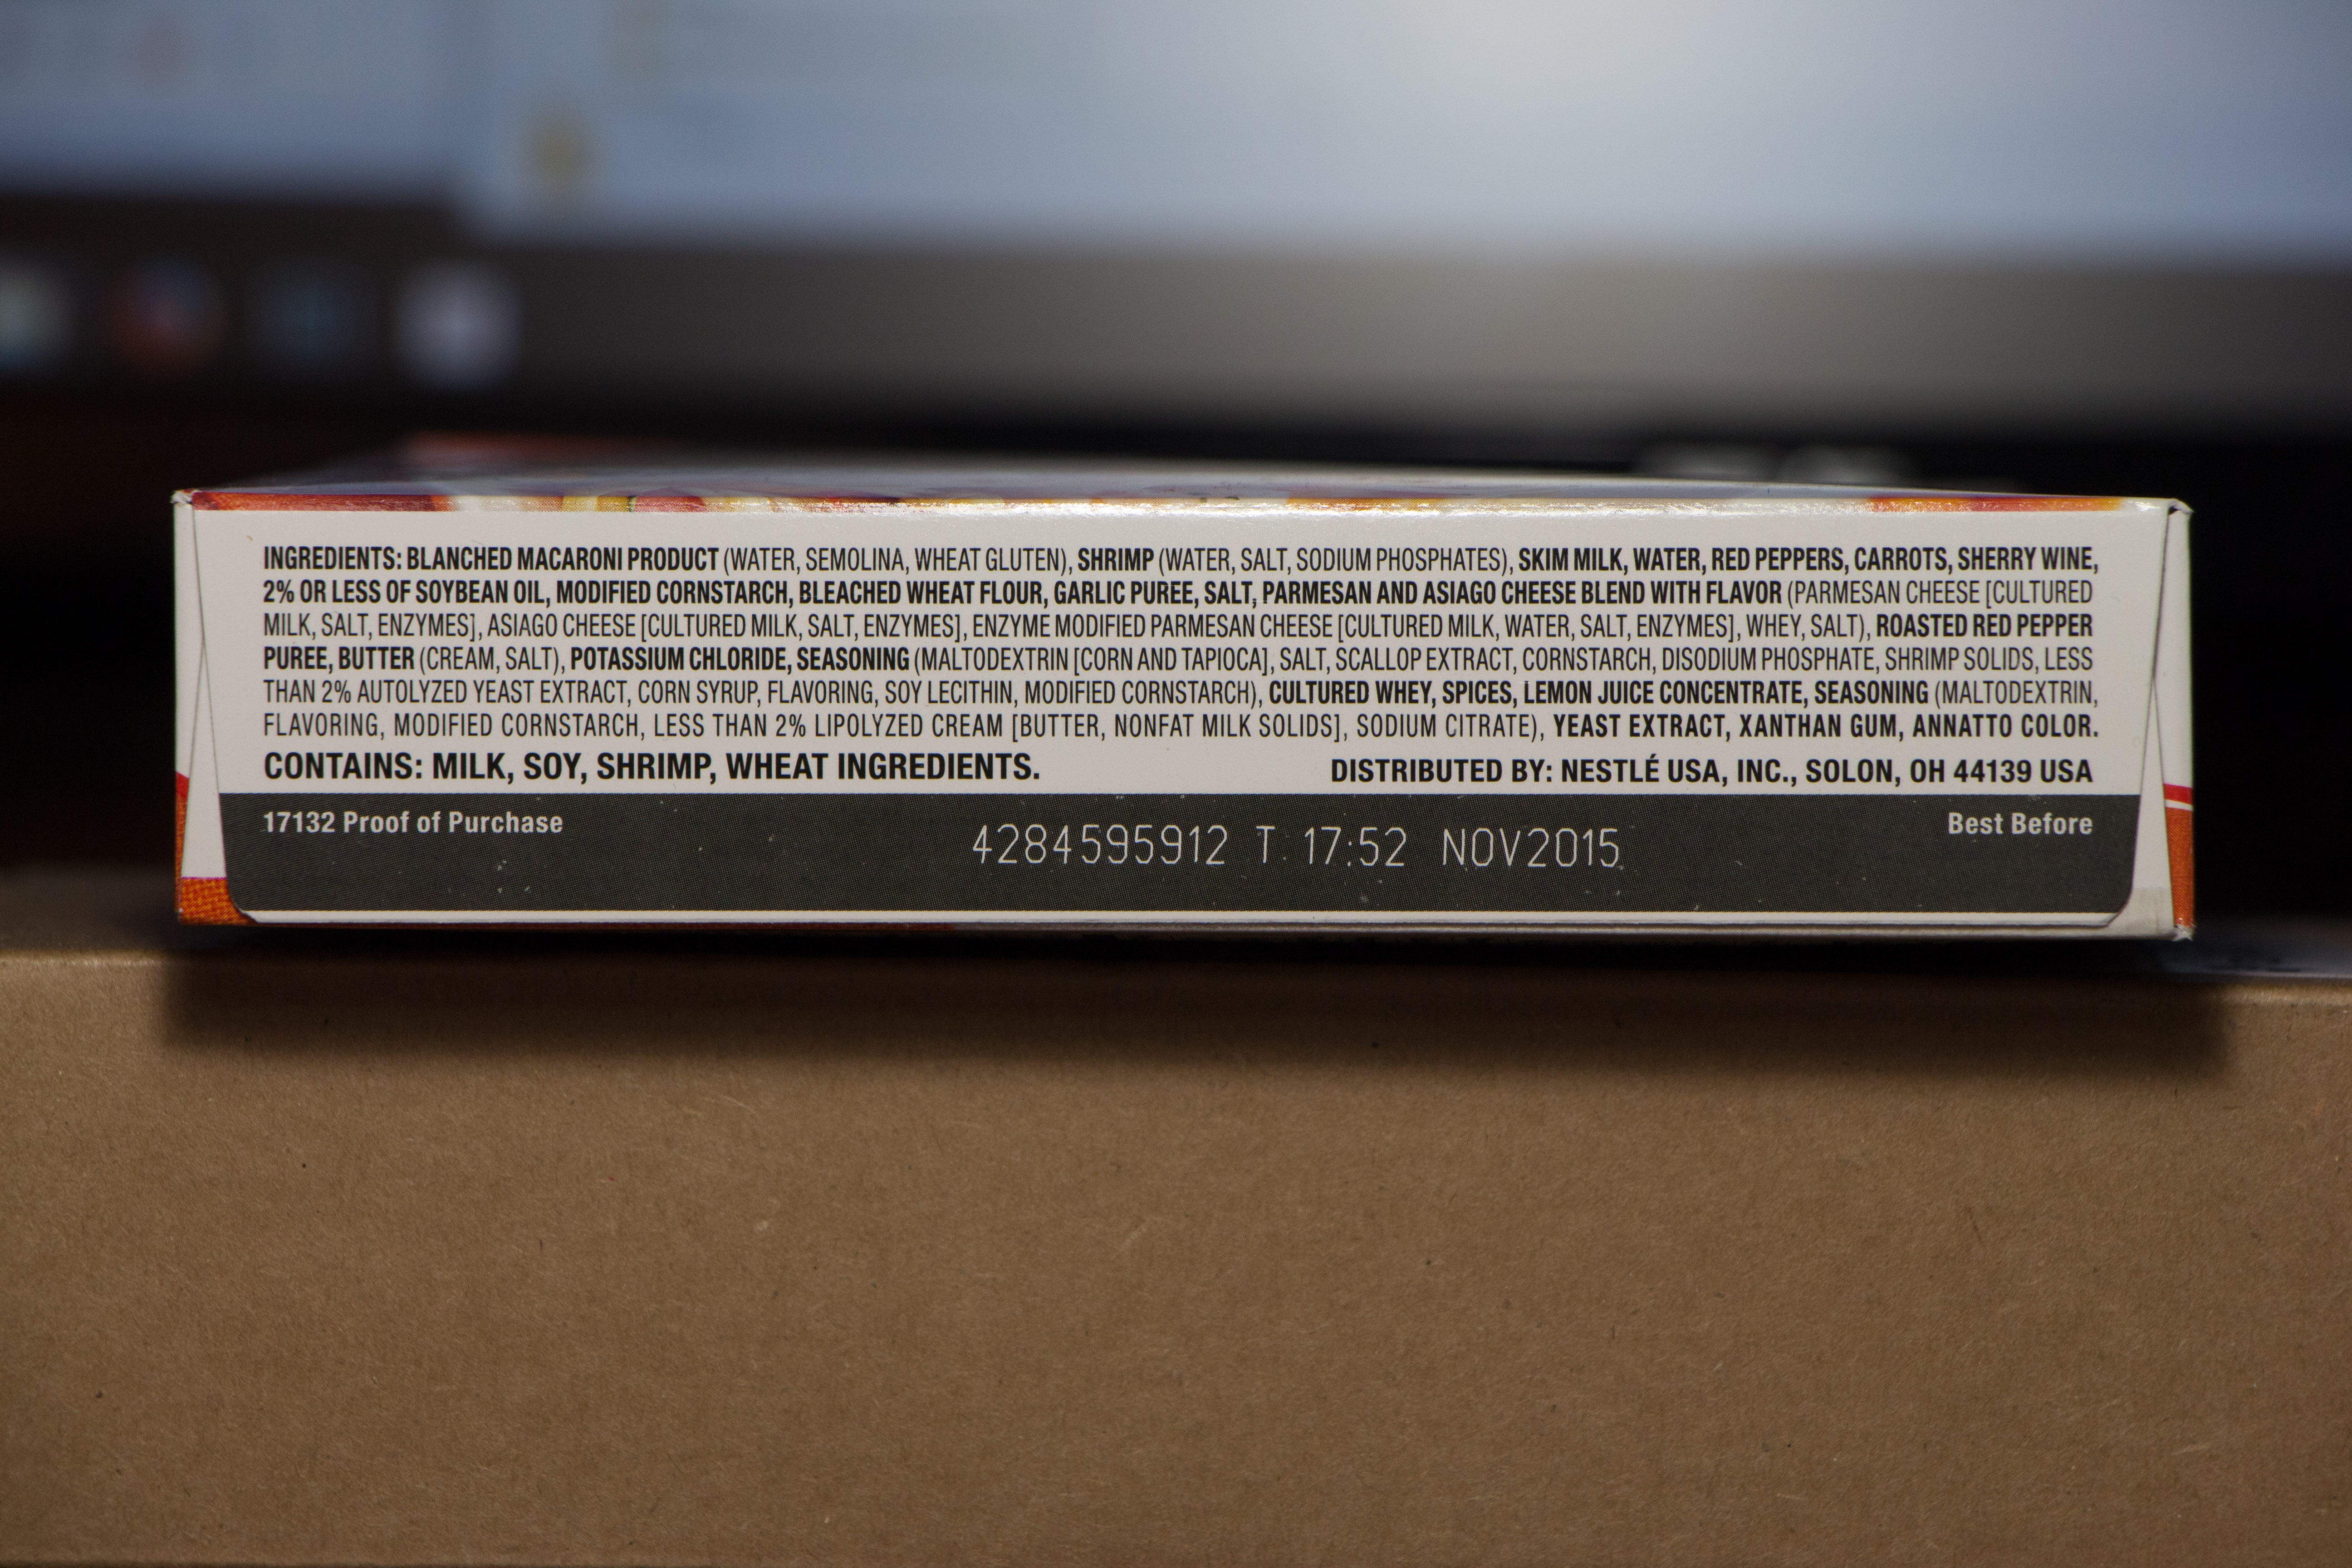 INGREDIENTS: BLANCHED MACARONI PRODUCT (WATER, SEMOLINA, WHEAT GLUTEN), SHRIMP (WATER, SALT, SODIUM PHOSPHATES), SKIM MILK, WATER, RED PEPPERS, CARROTS, SHERRY WINE,
2% OR LESS OF SOYBEAN OIL, MODIFIED CORNSTARCH, BLEACHED WHEAT FLOUR, GARLIC PUREE, SALT, PARMESAN AND ASIAGO CHEESE BLEND WITH FLAVOR (PARMESAN CHEESE [CULTURED
MILK, SALT, ENZYMES], ASIAGO CHEESE [CULTURED MILK, SALT, ENZYMES], ENZYME MODIFIED PARMESAN CHEESE [CULTURED MILK, WATER, SALT, ENZYMES], WHEY, SALT), ROASTED RED PEPPER
PUREE, BUTTER (CREAM, SALT), POTASSIUM CHLORIDE, SEASONING (MALTODEXTRIN [CORN AND TAPIOCA], SALT, SCALLOP EXTRACT, CORNSTARCH, DISODIUM PHOSPHATE, SHRIMP SOLIDS, LESS
THAN 2% AUTOLYZED YEAST EXTRACT, CORN SYRUP, FLAVORING, SOY LECITHIN, MODIFIED CORNSTARCH), CULTURED WHEY, SPICES, LEMON JUICE CONCENTRATE, SEASONING (MALTODEXTRIN,
FLAVORING, MODIFIED CORNSTARCH, LESS THAN 2% LIPOLYZED CREAM [BUTTER, NONFAT MILK SOLIDS], SODIUM CITRATE), YEAST EXTRACT, XANTHAN GUM, ANNATTO COLOR.
CONTAINS: MILK, SOY, SHRIMP, WHEAT INGREDIENTS.
DISTRIBUTED BY: NESTLÉ USA, INC., SOLON, OH 44139 USA
17132 Proof of Purchase
4284595912 T 17:52 NOV2015
Best Before